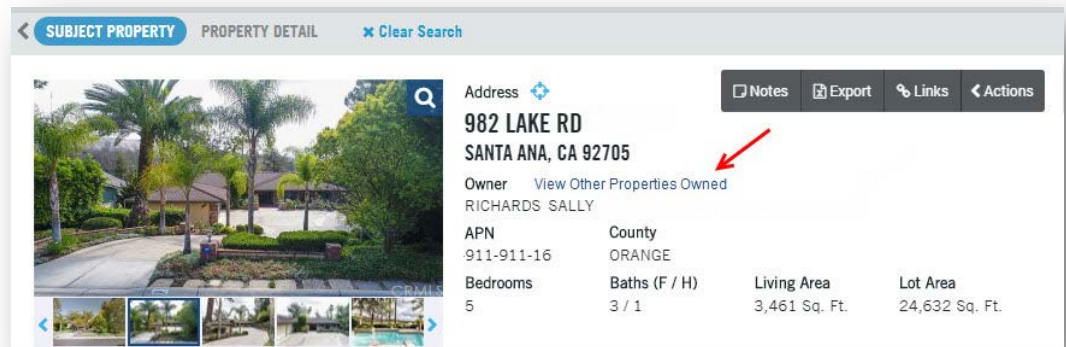 SUBJECT PROPERTY PROPERTY DETAIL × Clear Search
Address
Notes Export Links Actions
982 LAKE RD
SANTA ANA, CA 92705
Owner View Other Properties Owned
RICHARDS SALLY
APN County
911-911-16 ORANGE
Bedrooms Baths (F / H) Living Area Lot Area
5 3 / 1 3,461 Sq. Ft. 24,632 Sq. Ft.
CRMLS